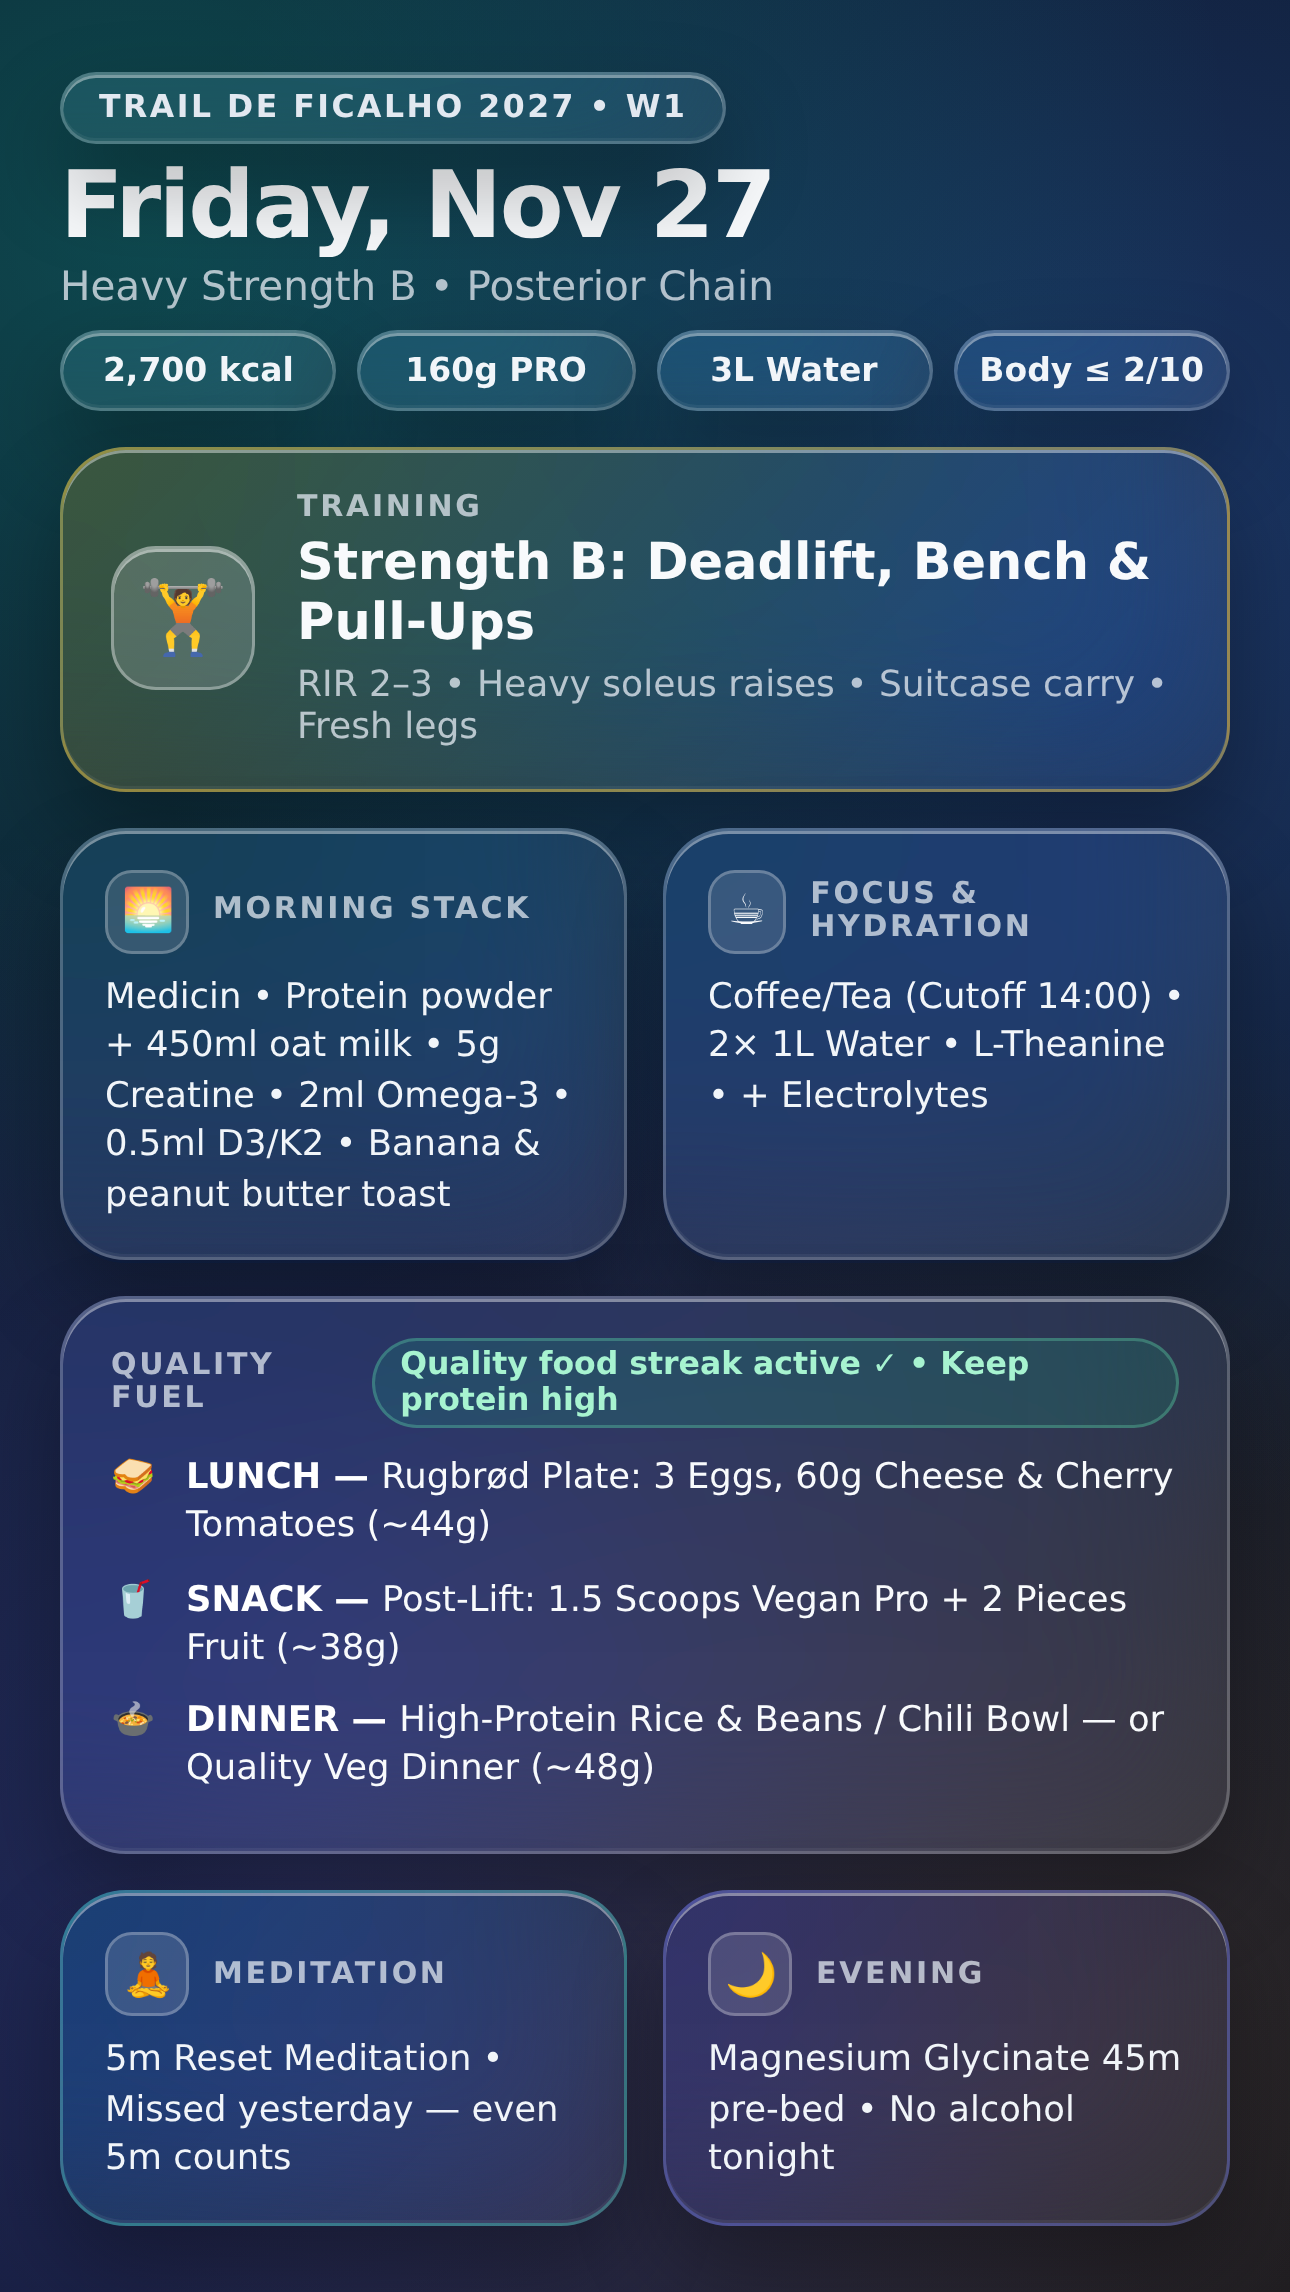 TRAIL DE FICALHO 2027 • W1
Friday, Nov 27
Heavy Strength B • Posterior Chain
2,700 kcal
160g PRO
3L Water
Body ≤ 2/10
TRAINING
Strength B: Deadlift, Bench &
Pull-Ups
RIR 2–3 • Heavy soleus raises • Suitcase carry •
Fresh legs
MORNING STACK
Medicin • Protein powder
+ 450ml oat milk • 5g
Creatine • 2ml Omega-3 •
0.5ml D3/K2 • Banana &
peanut butter toast
FOCUS &
HYDRATION
Coffee/Tea (Cutoff 14:00) •
2× 1L Water • L-Theanine
• + Electrolytes
QUALITY
FUEL
Quality food streak active ✓ • Keep
protein high
LUNCH — Rugbrød Plate: 3 Eggs, 60g Cheese & Cherry
Tomatoes (~44g)
SNACK — Post-Lift: 1.5 Scoops Vegan Pro + 2 Pieces
Fruit (~38g)
DINNER — High-Protein Rice & Beans / Chili Bowl — or
Quality Veg Dinner (~48g)
MEDITATION
5m Reset Meditation •
Missed yesterday — even
5m counts
EVENING
Magnesium Glycinate 45m
pre-bed • No alcohol
tonight